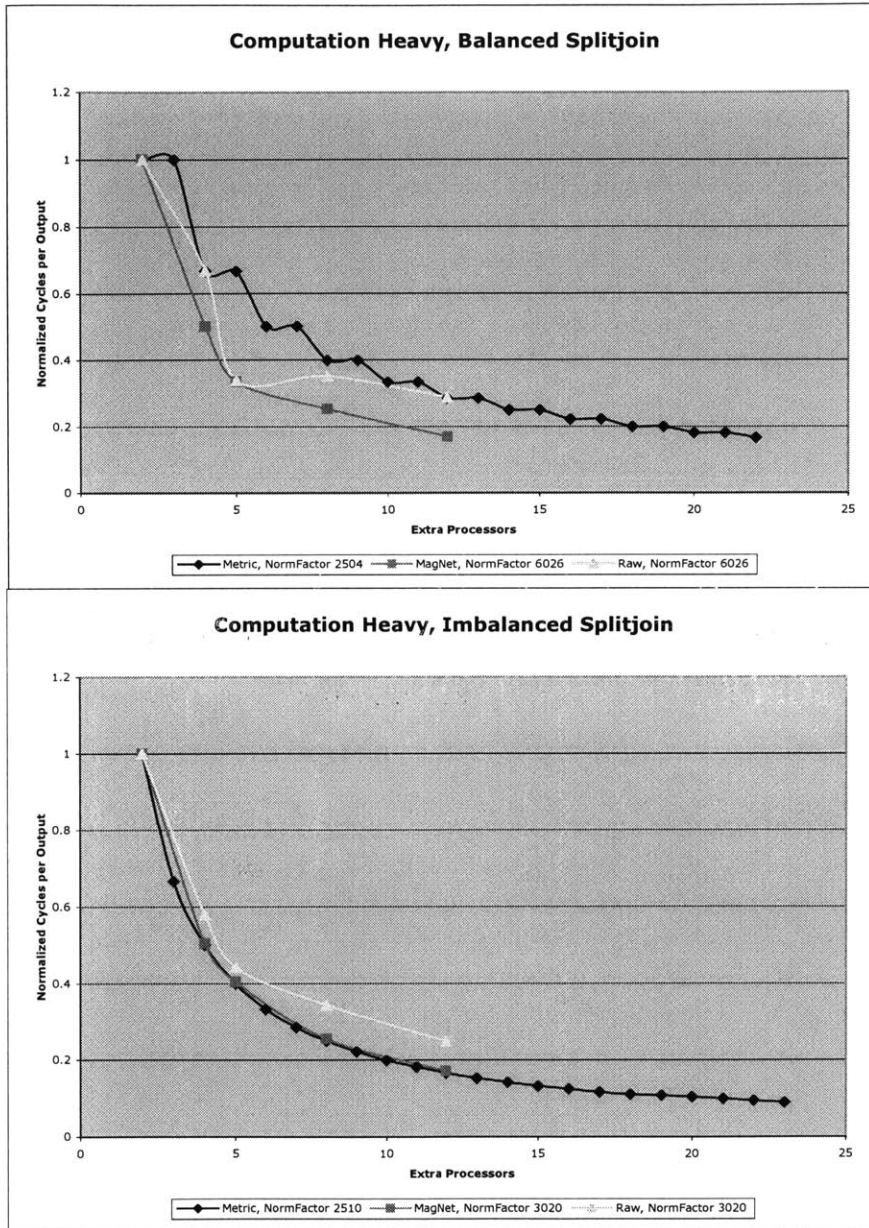 Computation Heavy, Balanced Splitjoin
1.2
1
0.8
0.6
0.4
0.2
0
Normalized Cycles per Output
0 5 10 15 20 25
Extra Processors
Metric, NormFactor 2504 MagNet, NormFactor 6026 Raw, NormFactor 6026
Computation Heavy, Imbalanced Splitjoin
1.2
1
0.8
0.6
0.4
0.2
0
Normalized Cycles per Output
0 5 10 15 20 25
Extra Processors
Metric, NormFactor 2510 MagNet, NormFactor 3020 Raw, NormFactor 3020